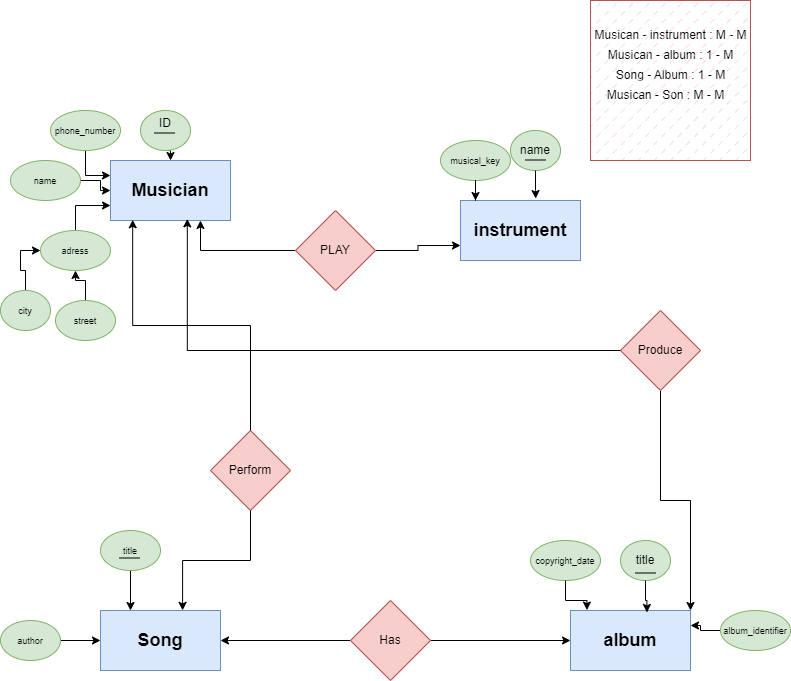 Musican - instrument : M - M
Musican - album : 1 - M
Song - Album : 1 - M
Musican - Son : M - M
phone_number
ID
name
Musician
musical_key
name
instrument
PLAY
adress
city
street
Produce
Perform
title
copyright_date
title
author
Song
Has
album
album_identifier